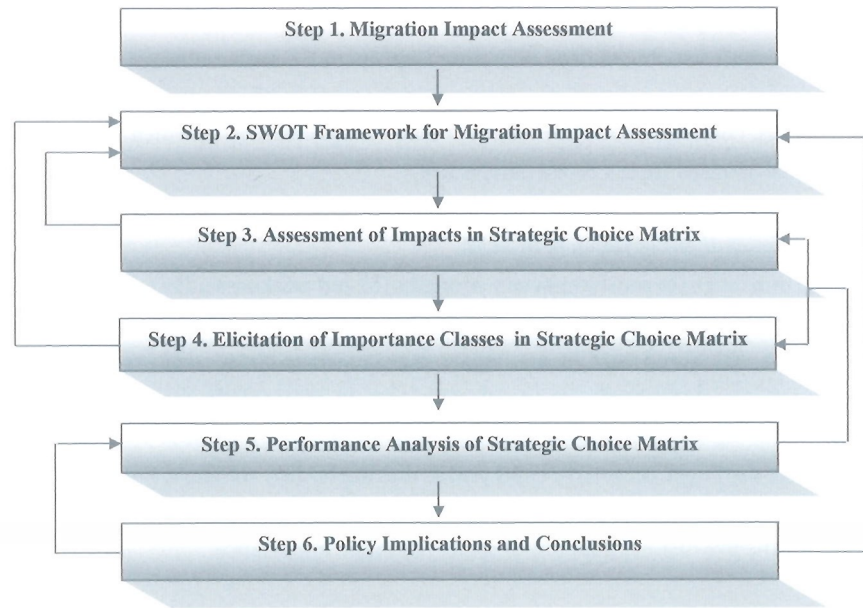 Step 1. Migration Impact Assessment
Step 2. SWOT Framework for Migration Impact Assessment
Step 3. Assessment of Impacts in Strategic Choice Matrix
Step 4. Elicitation of Importance Classes in Strategic Choice Matrix
Step 5. Performance Analysis of Strategic Choice Matrix
Step 6. Policy Implications and Conclusions